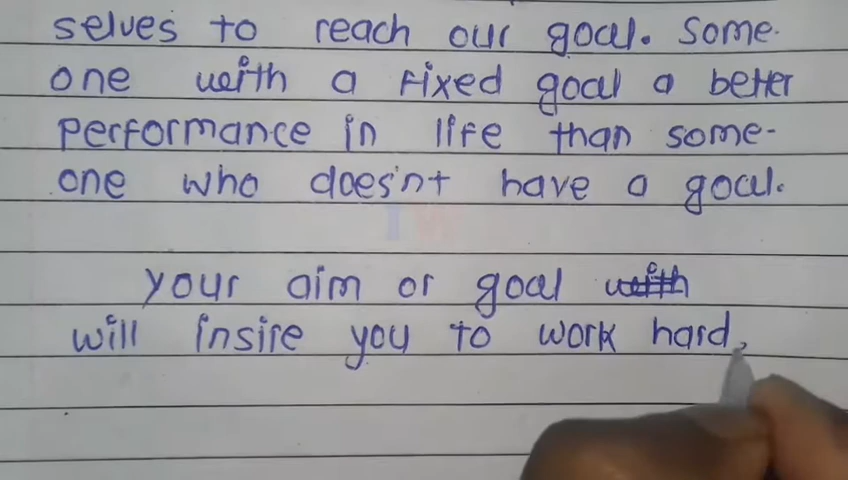 selves to reach our goal. Some
one with a fixed goal a better
performance in life than some-
one who does'nt have a goal.
your aim or goal
will insire you to work hard,